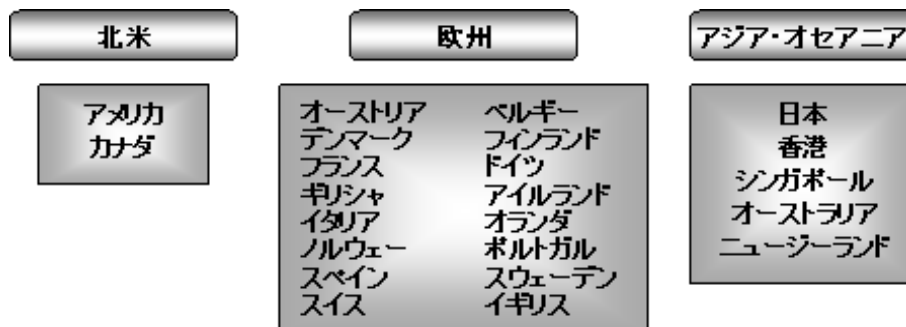 北米
アメリカ
カナダ
欧州
オーストリア ベルギー
デンマーク フィンランド
フランス ドイツ
ギリシャ アイルランド
イタリア オランダ
ノルウェー ポルトガル
スペイン スウェーデン
スイス イギリス
アジア・オセアニア
日本
香港
シンガポール
オーストラリア
ニュージーランド